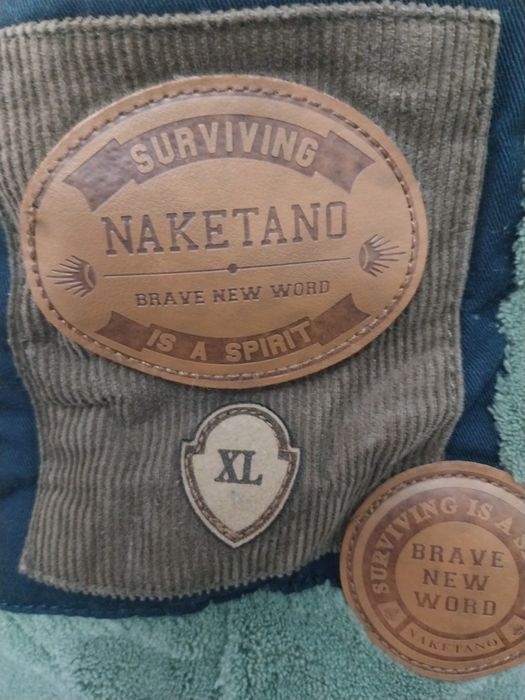 SURVIVING
NAKETANO
BRAVE NEW WORD
IS A SPIRIT
XL
SURVIVING IS A
BRAVE
NEW
WORD
NAKETANO